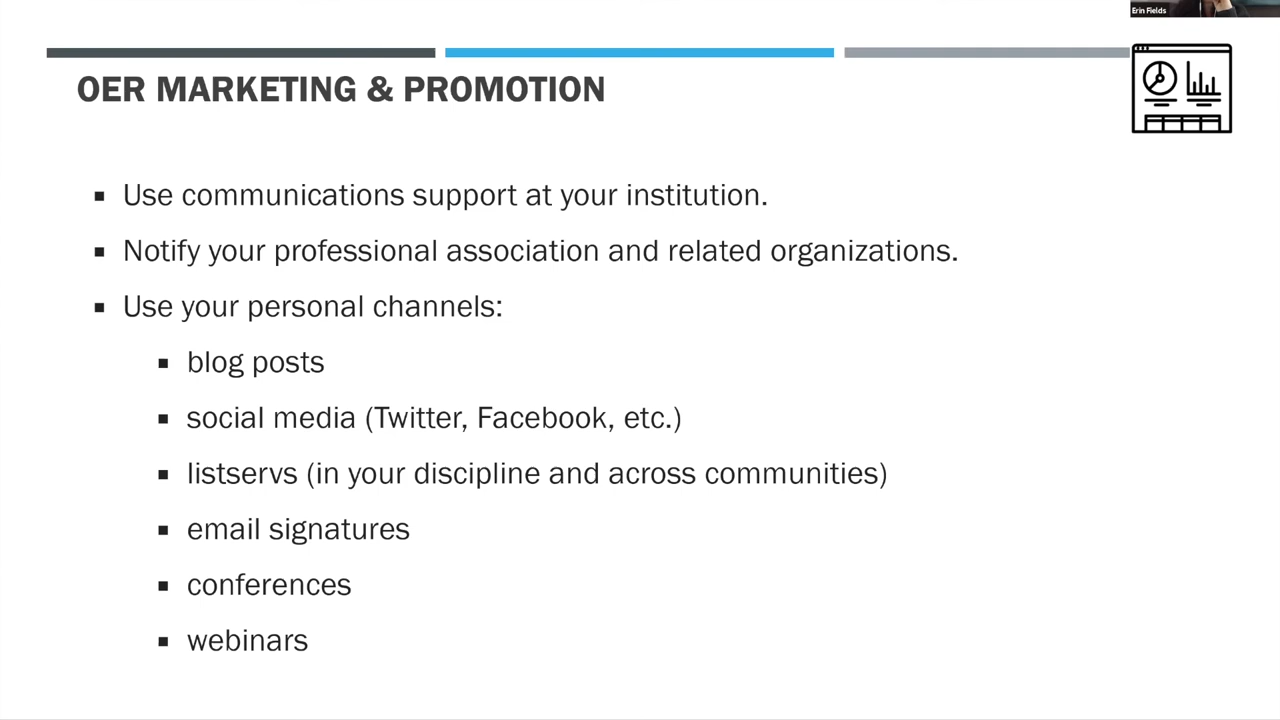 Erin Fields
OER MARKETING & PROMOTION
▪ Use communications support at your institution.
▪ Notify your professional association and related organizations.
▪ Use your personal channels:
▪ blog posts
▪ social media (Twitter, Facebook, etc.)
▪ listservs (in your discipline and across communities)
▪ email signatures
▪ conferences
▪ webinars